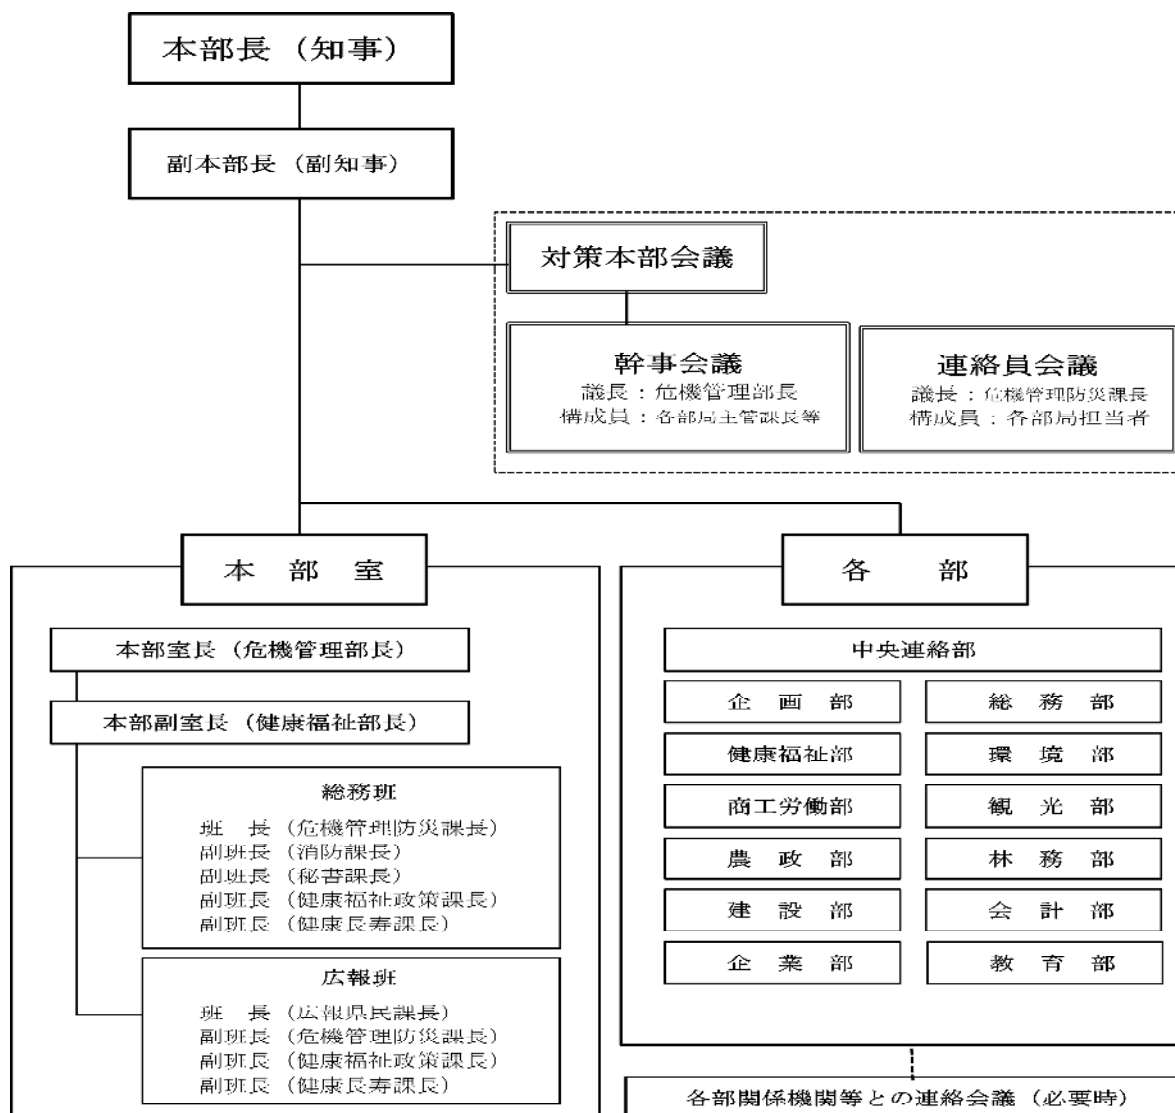 本部長（知事）
副本部長（副知事）
対策本部会議
幹事会議
議長：危機管理部長
構成員：各部局主管課長等
連絡員会議
議長：危機管理防災課長
構成員：各部局担当者
本　部　室
本部室長（危機管理部長）
本部副室長（健康福祉部長）
総務班
班　長（危機管理防災課長）
副班長（消防課長）
副班長（秘書課長）
副班長（健康福祉政策課長）
副班長（健康長寿課長）
広報班
班　長（広報県民課長）
副班長（危機管理防災課長）
副班長（健康福祉政策課長）
副班長（健康長寿課長）
各　　部
中央連絡部
企　画　部
総　務　部
健康福祉部
環　境　部
商工労働部
観　光　部
農　政　部
林　務　部
建　設　部
会　計　部
企　業　部
教　育　部
各部関係機関等との連絡会議（必要時）